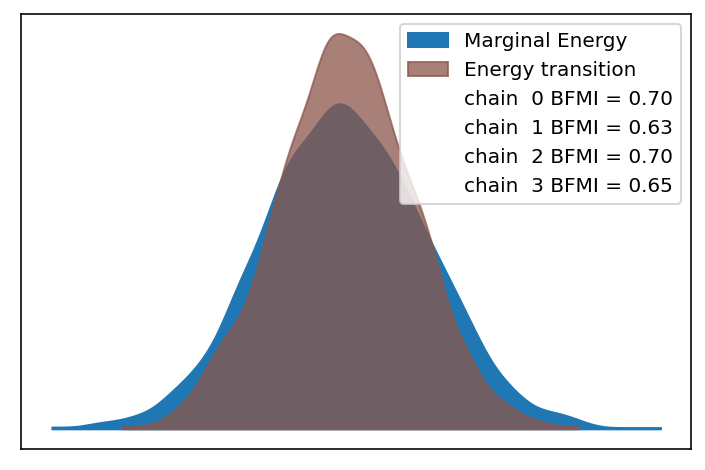 Marginal Energy
Energy transition
chain  0 BFMI = 0.70
chain  1 BFMI = 0.63
chain  2 BFMI = 0.70
chain  3 BFMI = 0.65